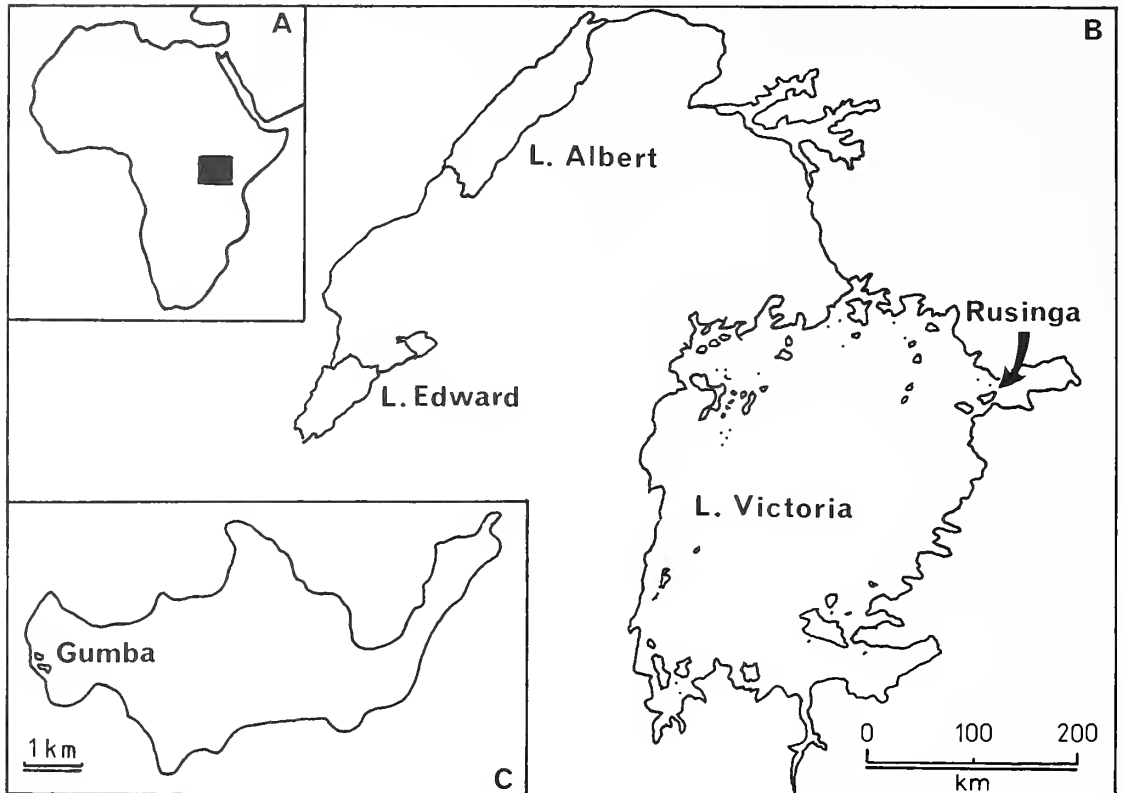 A
B
L. Albert
Rusinga
L. Edward
L. Victoria
Gumba
1 km
C
0 100 200
km